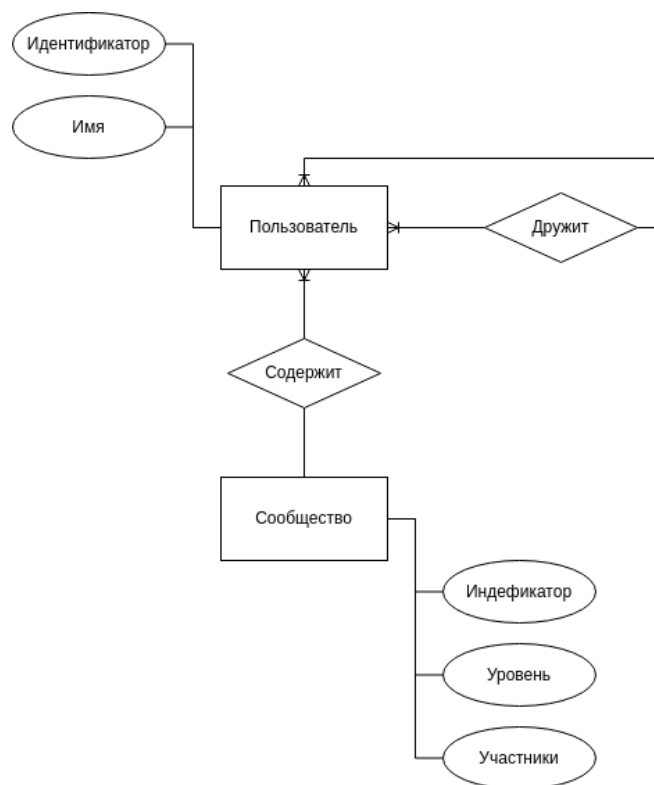 Идентификатор
Имя
Пользователь
Дружит
Содержит
Сообщество
Индефикатор
Уровень
Участники